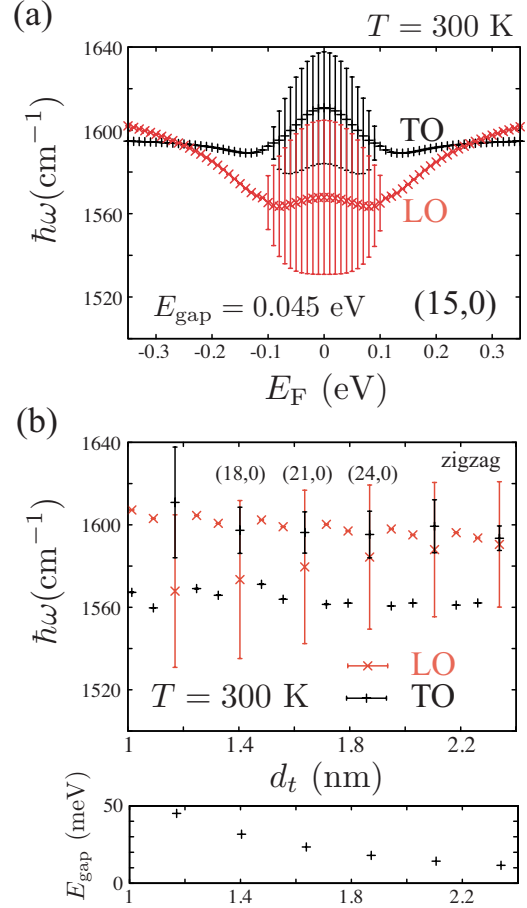 (a)
T = 300 K
1640
1600
1560
1520
ħω(cm⁻¹)
TO
LO
E_gap = 0.045 eV
(15,0)
-0.3 -0.2 -0.1 0 0.1 0.2 0.3
E_F (eV)
(b)
1640
1600
1560
1520
ħω(cm⁻¹)
(18,0) (21,0) (24,0) zigzag
LO
TO
T = 300 K
1 1.4 1.8 2.2
d_t (nm)
50
0
E_gap (meV)
1 1.4 1.8 2.2